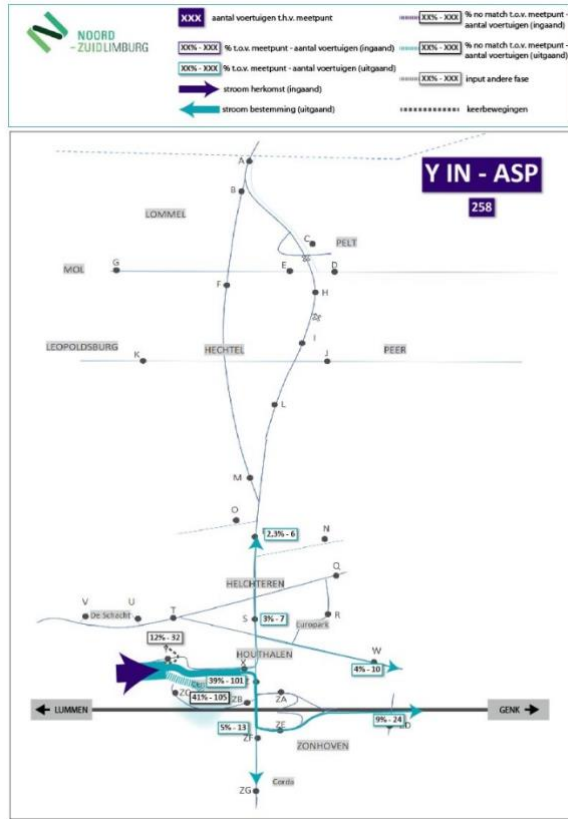 NOORD
-ZUIDLIMBURG
XXX aantal voertuigen t.h.v. meetpunt
XX% - XXX % t.o.v. meetpunt - aantal voertuigen (ingaand)
XX% - XXX % t.o.v. meetpunt - aantal voertuigen (uitgaand)
stroom herkomst (ingaand)
stroom bestemming (uitgaand)
XX% - XXX % no match t.o.v. meetpunt - aantal voertuigen (ingaand)
XX% - XXX % no match t.o.v. meetpunt - aantal voertuigen (uitgaand)
XX% - XXX input andere fase
keerbewegingen
Y IN - ASP
258
A
B
LOMMEL
C
PELT
MOL
G
E
D
F
H
I
LEOPOLDSBURG
K
HECHTEL
J
PEER
L
M
O
N
2,3% - 6
HELCHTEREN
Q
V
U
T
De Schacht
S
3% - 7
R
Europark
W
HOUTHALEN
12% - 32
X
4% - 10
39% - 101
ZC
41% - 105
ZB
ZA
LUMMEN
GENK
9% - 24
5% - 13
ZE
ZF
ZONHOVEN
ZG
Corda